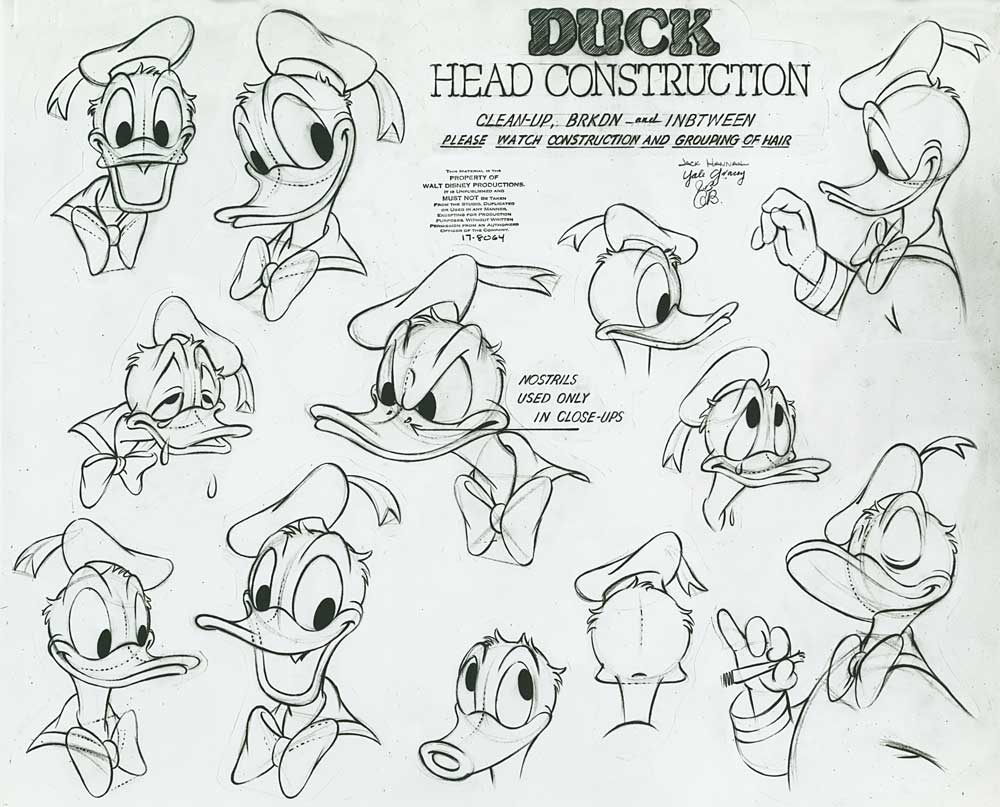 DUCK
HEAD CONSTRUCTION
CLEAN-UP, BRKDN - and INBTWEEN
PLEASE WATCH CONSTRUCTION AND GROUPING OF HAIR
Jack Hannah
Yale Gracey
THIS MATERIAL IS THE
PROPERTY OF
WALT DISNEY PRODUCTIONS.
IT IS UNPUBLISHED AND
MUST NOT BE TAKEN
FROM THE STUDIO, DUPLICATED
OR USED IN ANY MANNER,
EXCEPTING FOR PRODUCTION
PURPOSES, WITHOUT WRITTEN
PERMISSION FROM AN AUTHORIZED
OFFICER OF THE COMPANY.
17-8064
NOSTRILS
USED ONLY
IN CLOSE-UPS